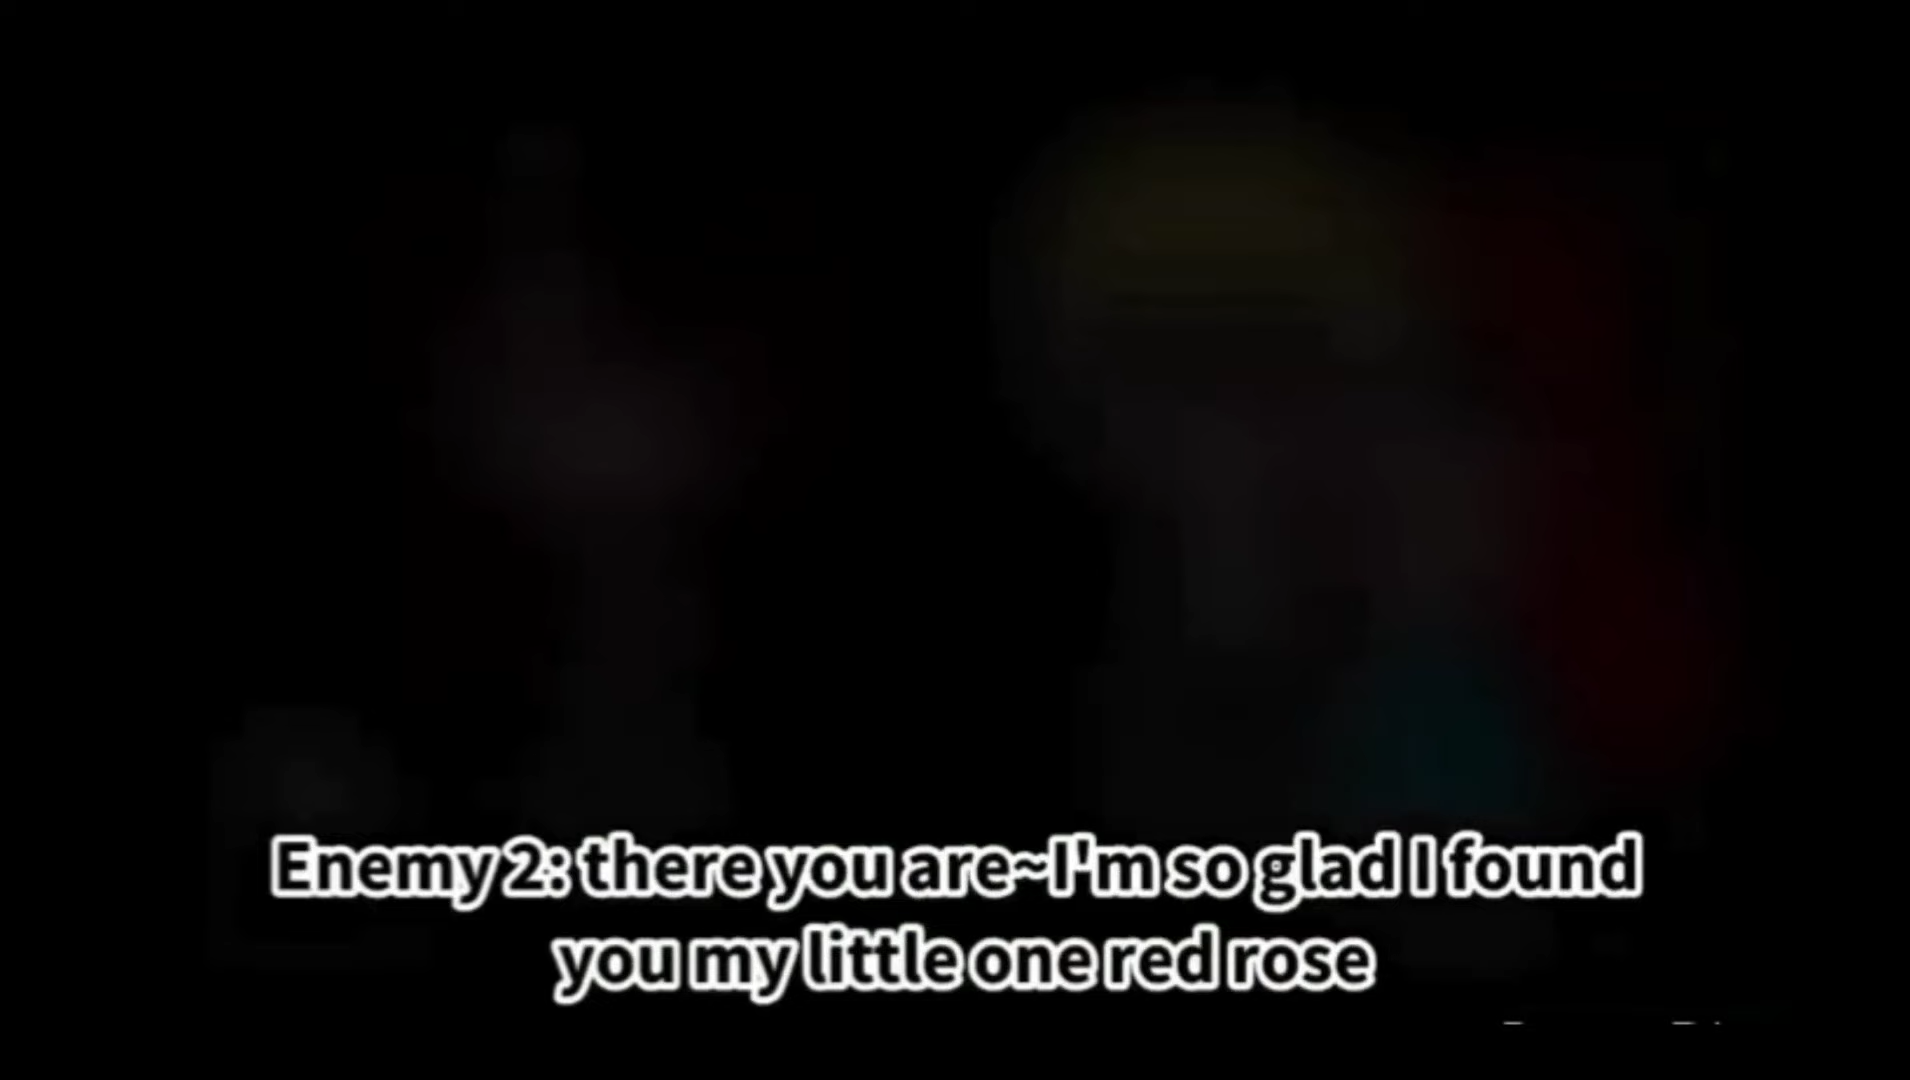 Enemy 2: there you are~I'm so glad I found
you my little one red rose